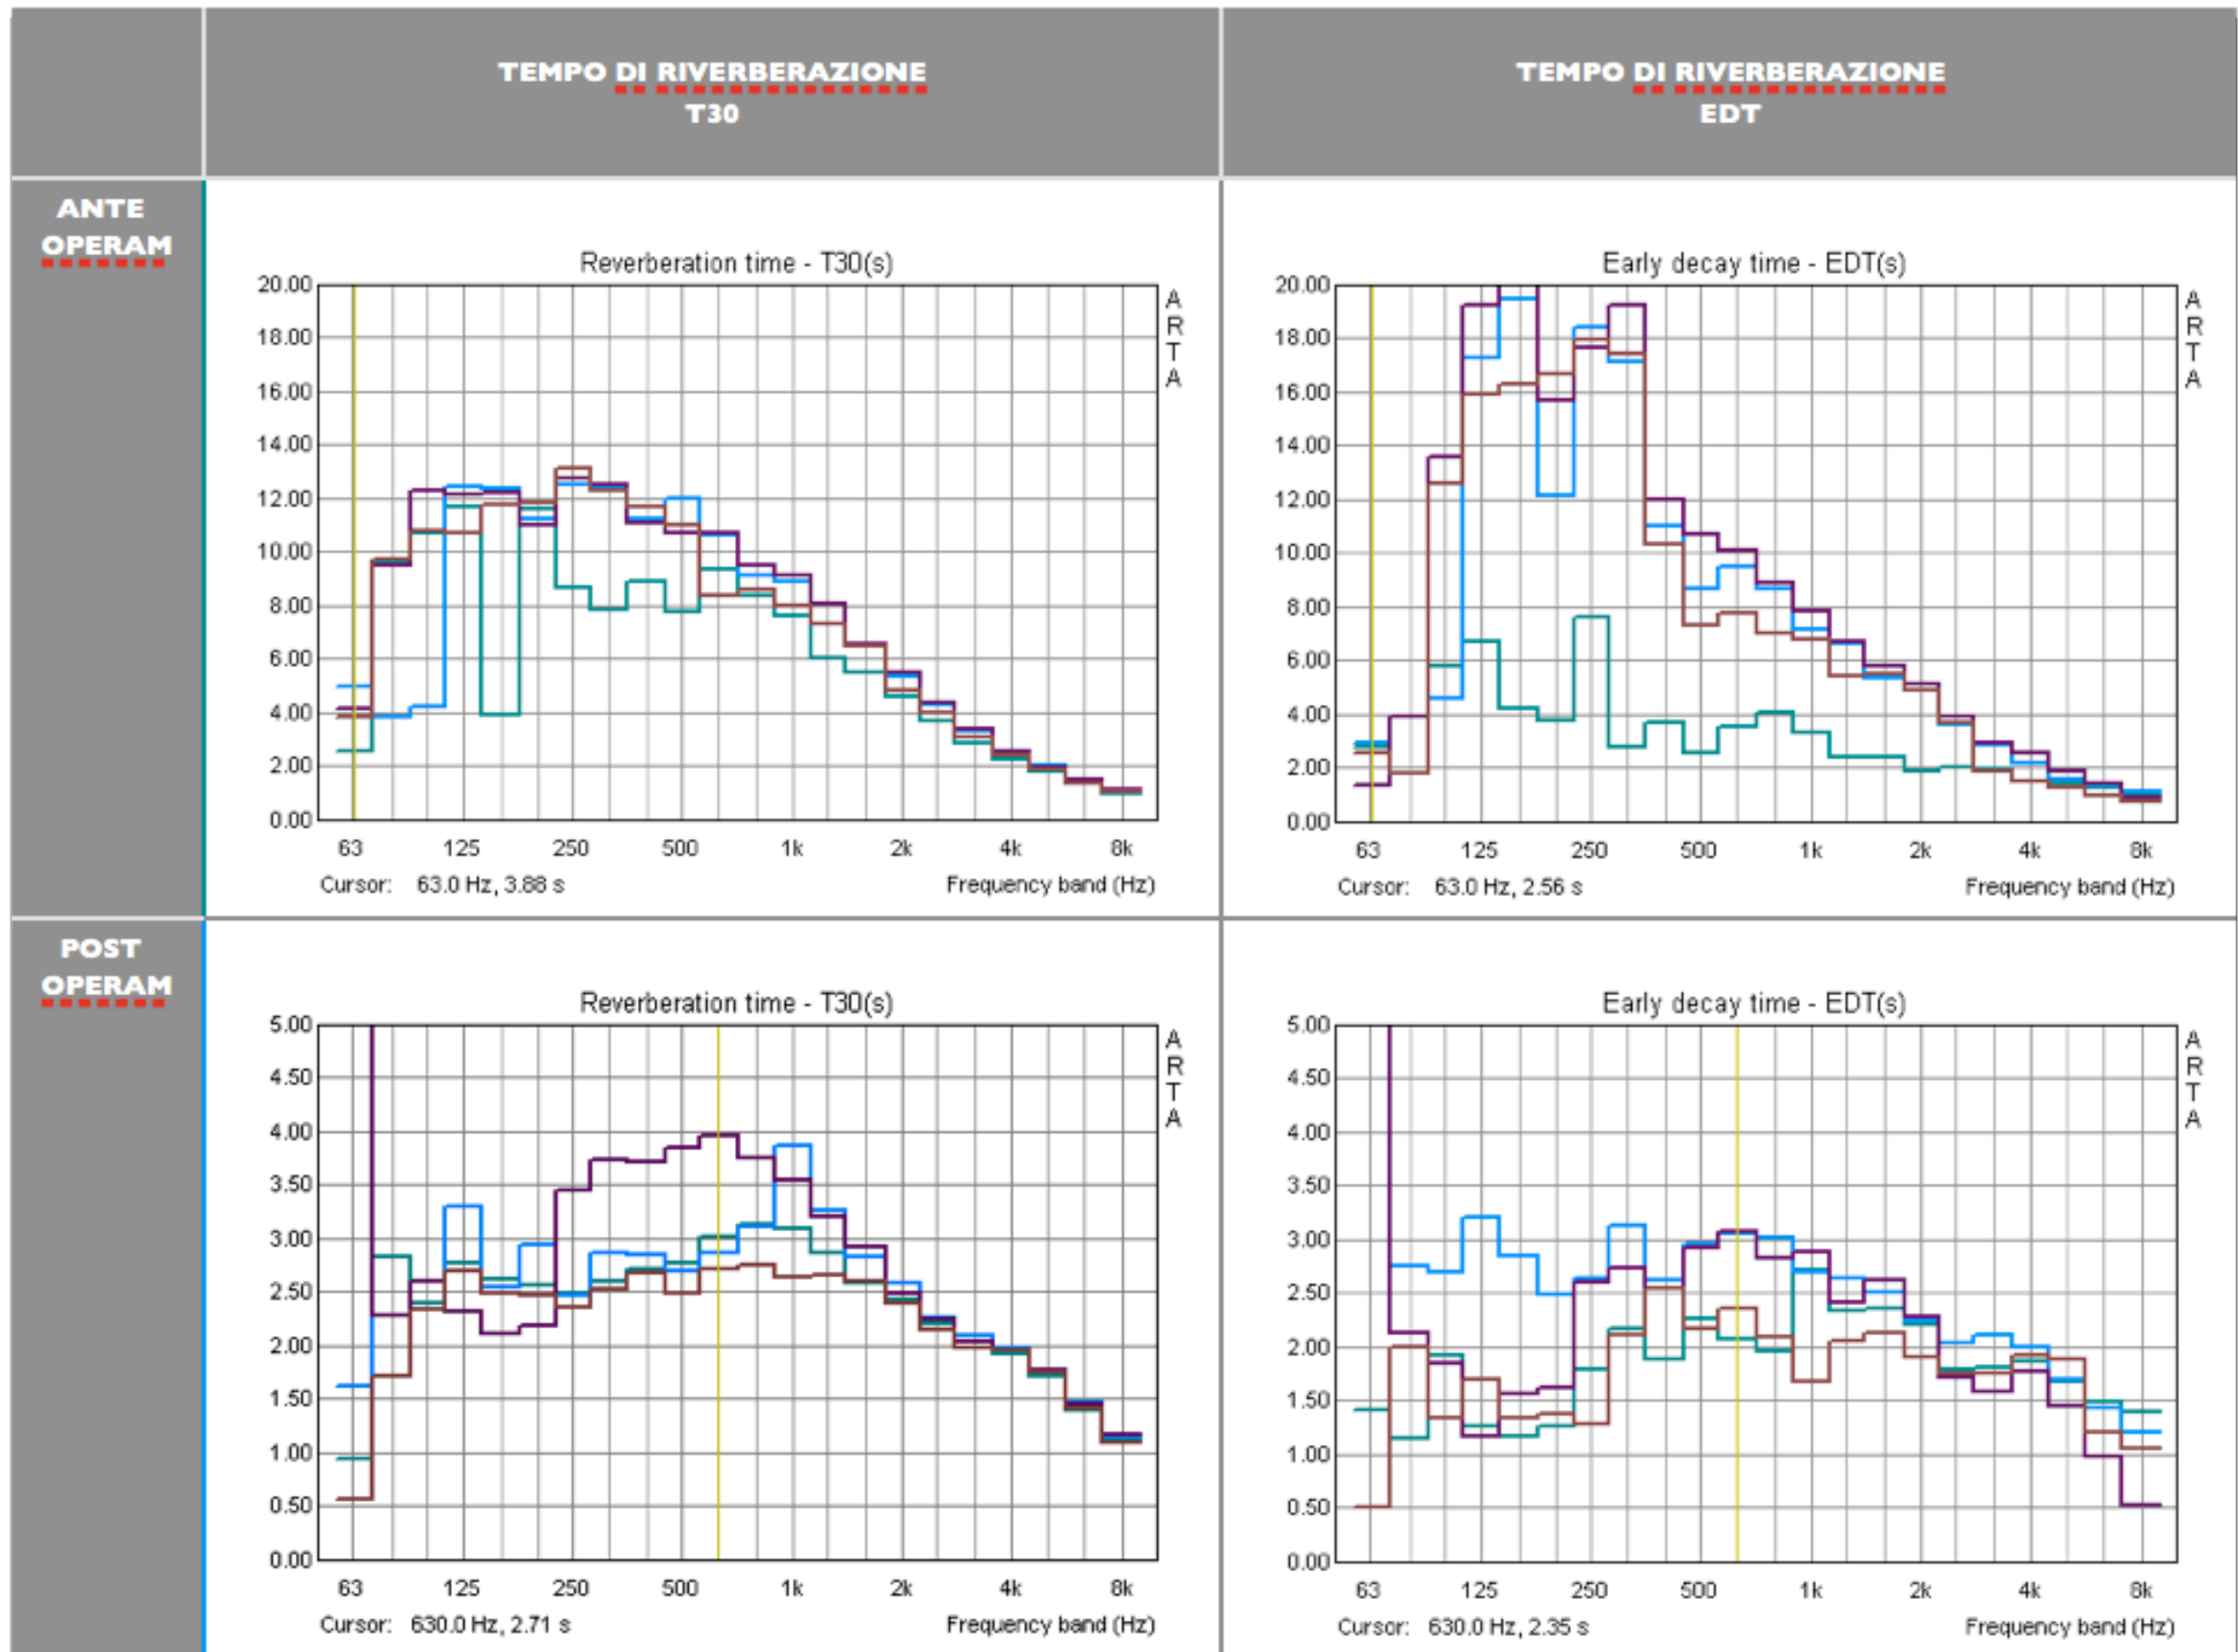 TEMPO DI RIVERBERAZIONE
T30
TEMPO DI RIVERBERAZIONE
EDT
ANTE
OPERAM
Reverberation time - T30(s)
20.00
18.00
16.00
14.00
12.00
10.00
8.00
6.00
4.00
2.00
0.00
A
R
T
A
63 125 250 500 1k 2k 4k 8k
Cursor: 63.0 Hz, 3.88 s Frequency band (Hz)
Early decay time - EDT(s)
20.00
18.00
16.00
14.00
12.00
10.00
8.00
6.00
4.00
2.00
0.00
A
R
T
A
63 125 250 500 1k 2k 4k 8k
Cursor: 63.0 Hz, 2.56 s Frequency band (Hz)
POST
OPERAM
Reverberation time - T30(s)
5.00
4.50
4.00
3.50
3.00
2.50
2.00
1.50
1.00
0.50
0.00
A
R
T
A
63 125 250 500 1k 2k 4k 8k
Cursor: 630.0 Hz, 2.71 s Frequency band (Hz)
Early decay time - EDT(s)
5.00
4.50
4.00
3.50
3.00
2.50
2.00
1.50
1.00
0.50
0.00
A
R
T
A
63 125 250 500 1k 2k 4k 8k
Cursor: 630.0 Hz, 2.35 s Frequency band (Hz)